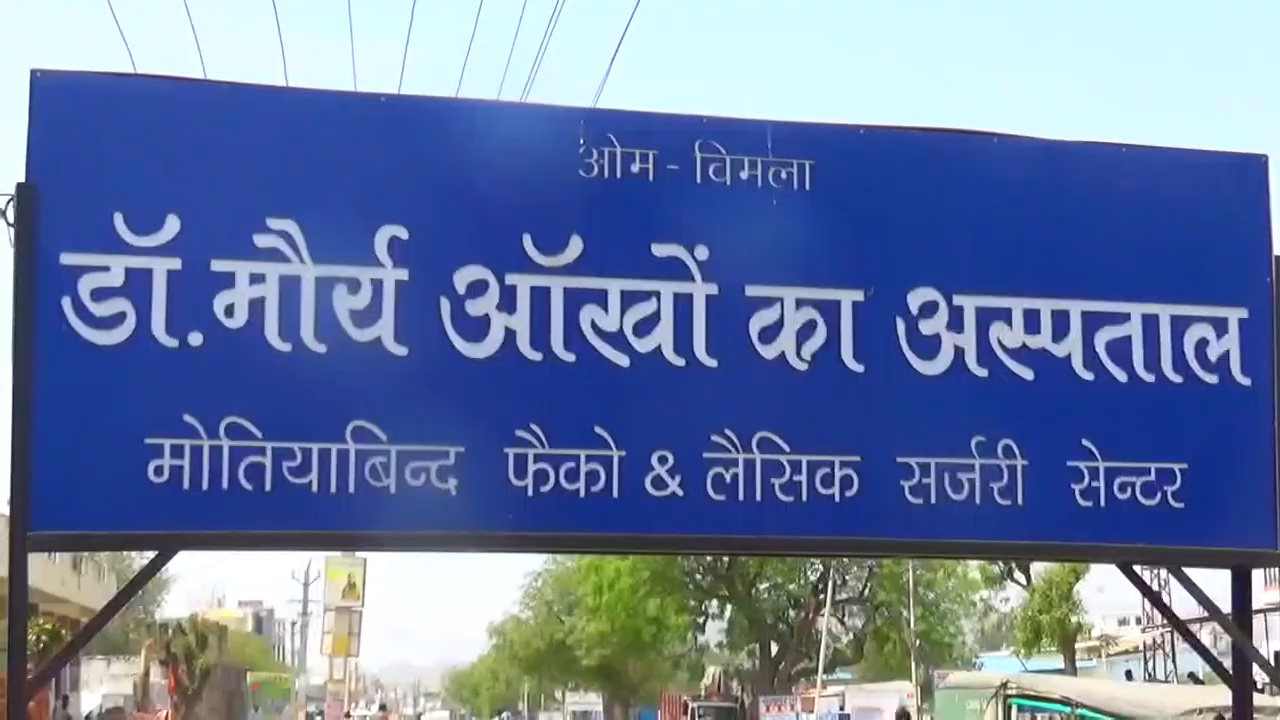 ओम - विमला
डॉ. मौर्य ऑखों का अस्पताल
मोतियाबिन्द फैको & लैसिक सर्जरी सेन्टर